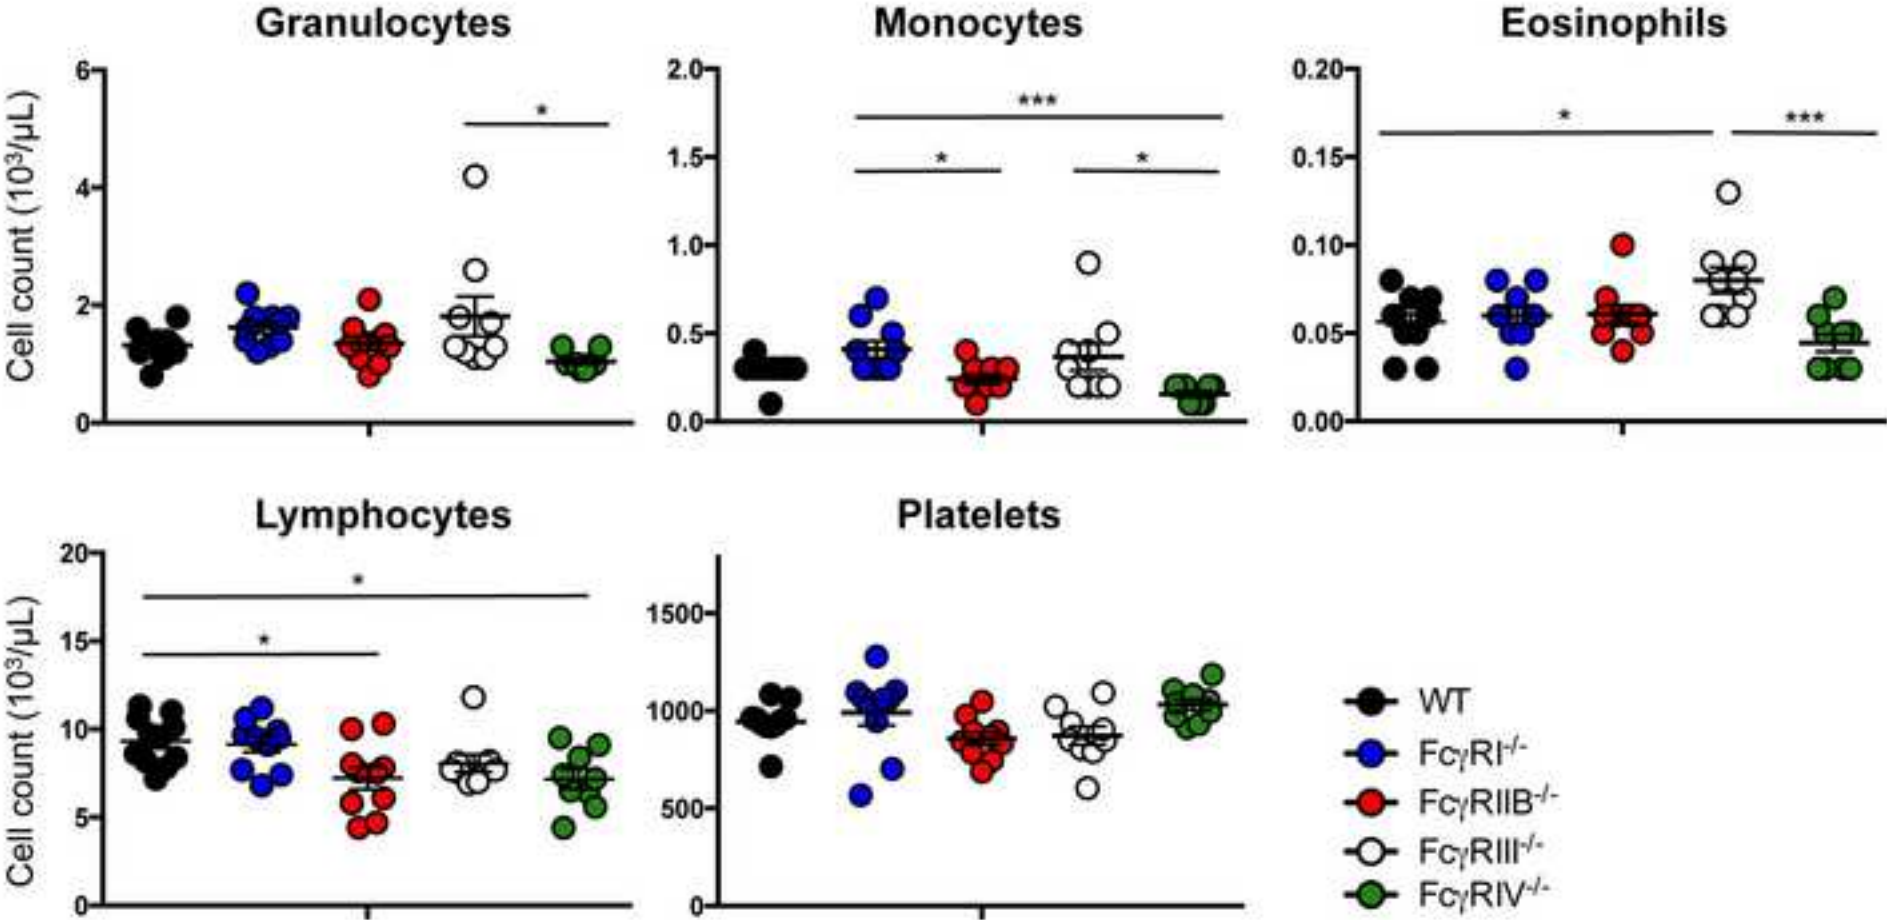 Granulocytes
Monocytes
Eosinophils
Cell count (10³/µL)
6
4
2
0
*
2.0
1.5
1.0
0.5
0.0
***
*
*
0.20
0.15
0.10
0.05
0.00
*
***
Lymphocytes
Platelets
Cell count (10³/µL)
20
15
10
5
0
*
*
1500
1000
500
0
WT
FcγRI-/-
FcγRIIB-/-
FcγRIII-/-
FcγRIV-/-